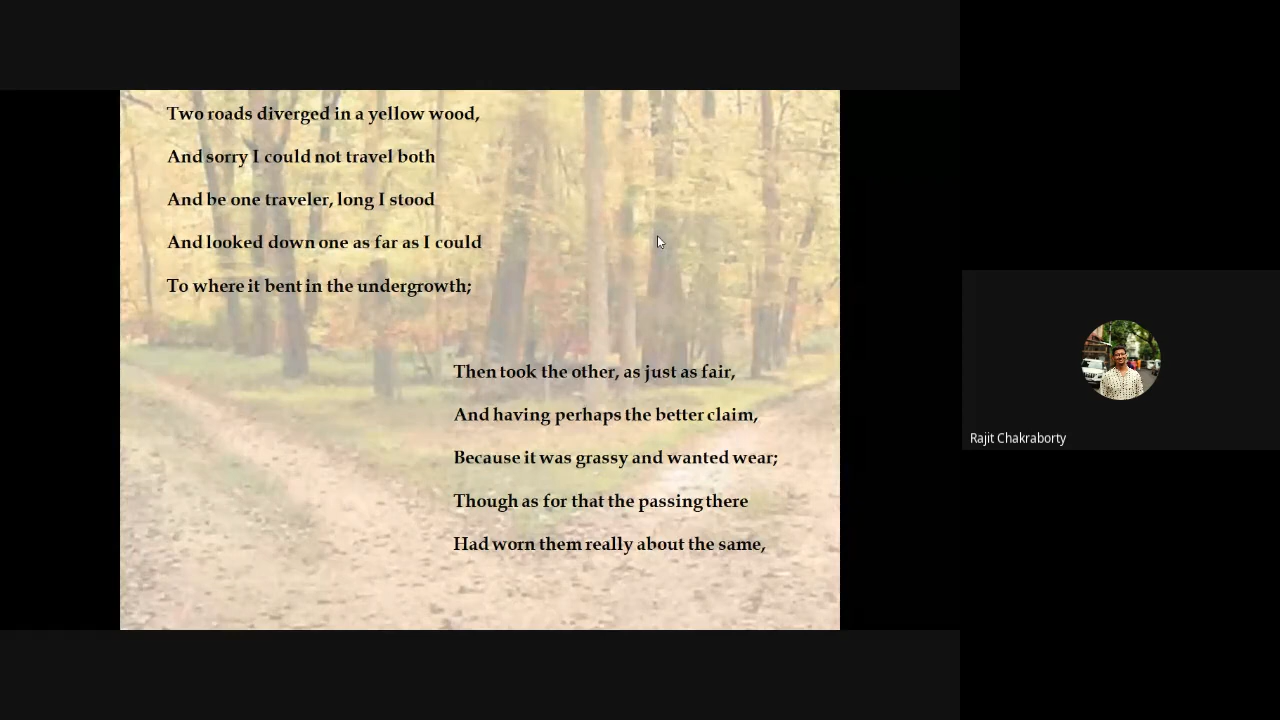 Two roads diverged in a yellow wood,
And sorry I could not travel both
And be one traveler, long I stood
And looked down one as far as I could
To where it bent in the undergrowth;
Then took the other, as just as fair,
And having perhaps the better claim,
Because it was grassy and wanted wear;
Though as for that the passing there
Had worn them really about the same,
Rajit Chakraborty